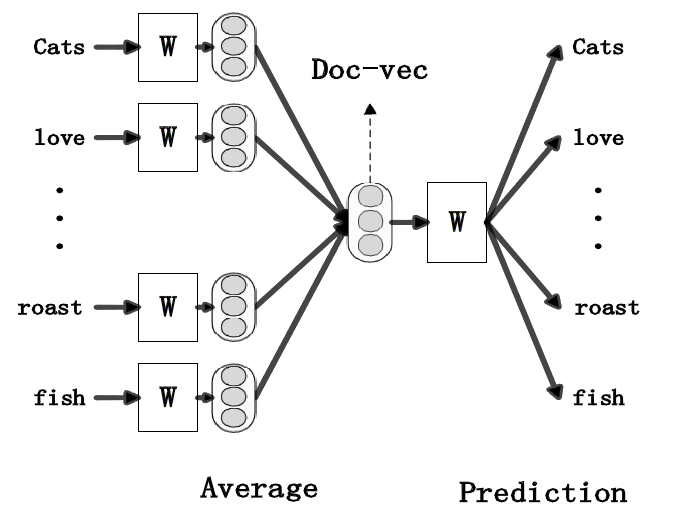 Cats W Cats
Doc-vec
love W love
W
roast W roast
fish W fish
Average Prediction